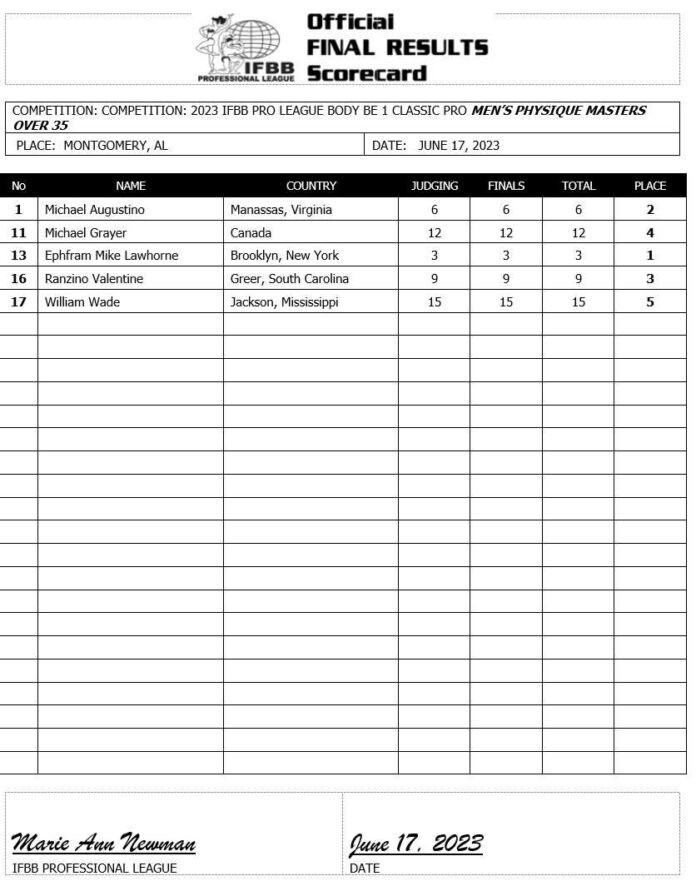 Official
FINAL RESULTS
Scorecard
IFBB
PROFESSIONAL LEAGUE
COMPETITION: COMPETITION: 2023 IFBB PRO LEAGUE BODY BE 1 CLASSIC PRO MEN'S PHYSIQUE MASTERS
OVER 35
PLACE: MONTGOMERY, AL DATE: JUNE 17, 2023
No NAME COUNTRY JUDGING FINALS TOTAL PLACE
1 Michael Augustino Manassas, Virginia 6 6 6 2
11 Michael Grayer Canada 12 12 12 4
13 Ephfram Mike Lawhorne Brooklyn, New York 3 3 3 1
16 Ranzino Valentine Greer, South Carolina 9 9 9 3
17 William Wade Jackson, Mississippi 15 15 15 5
Marie Ann Newman June 17, 2023
IFBB PROFESSIONAL LEAGUE DATE